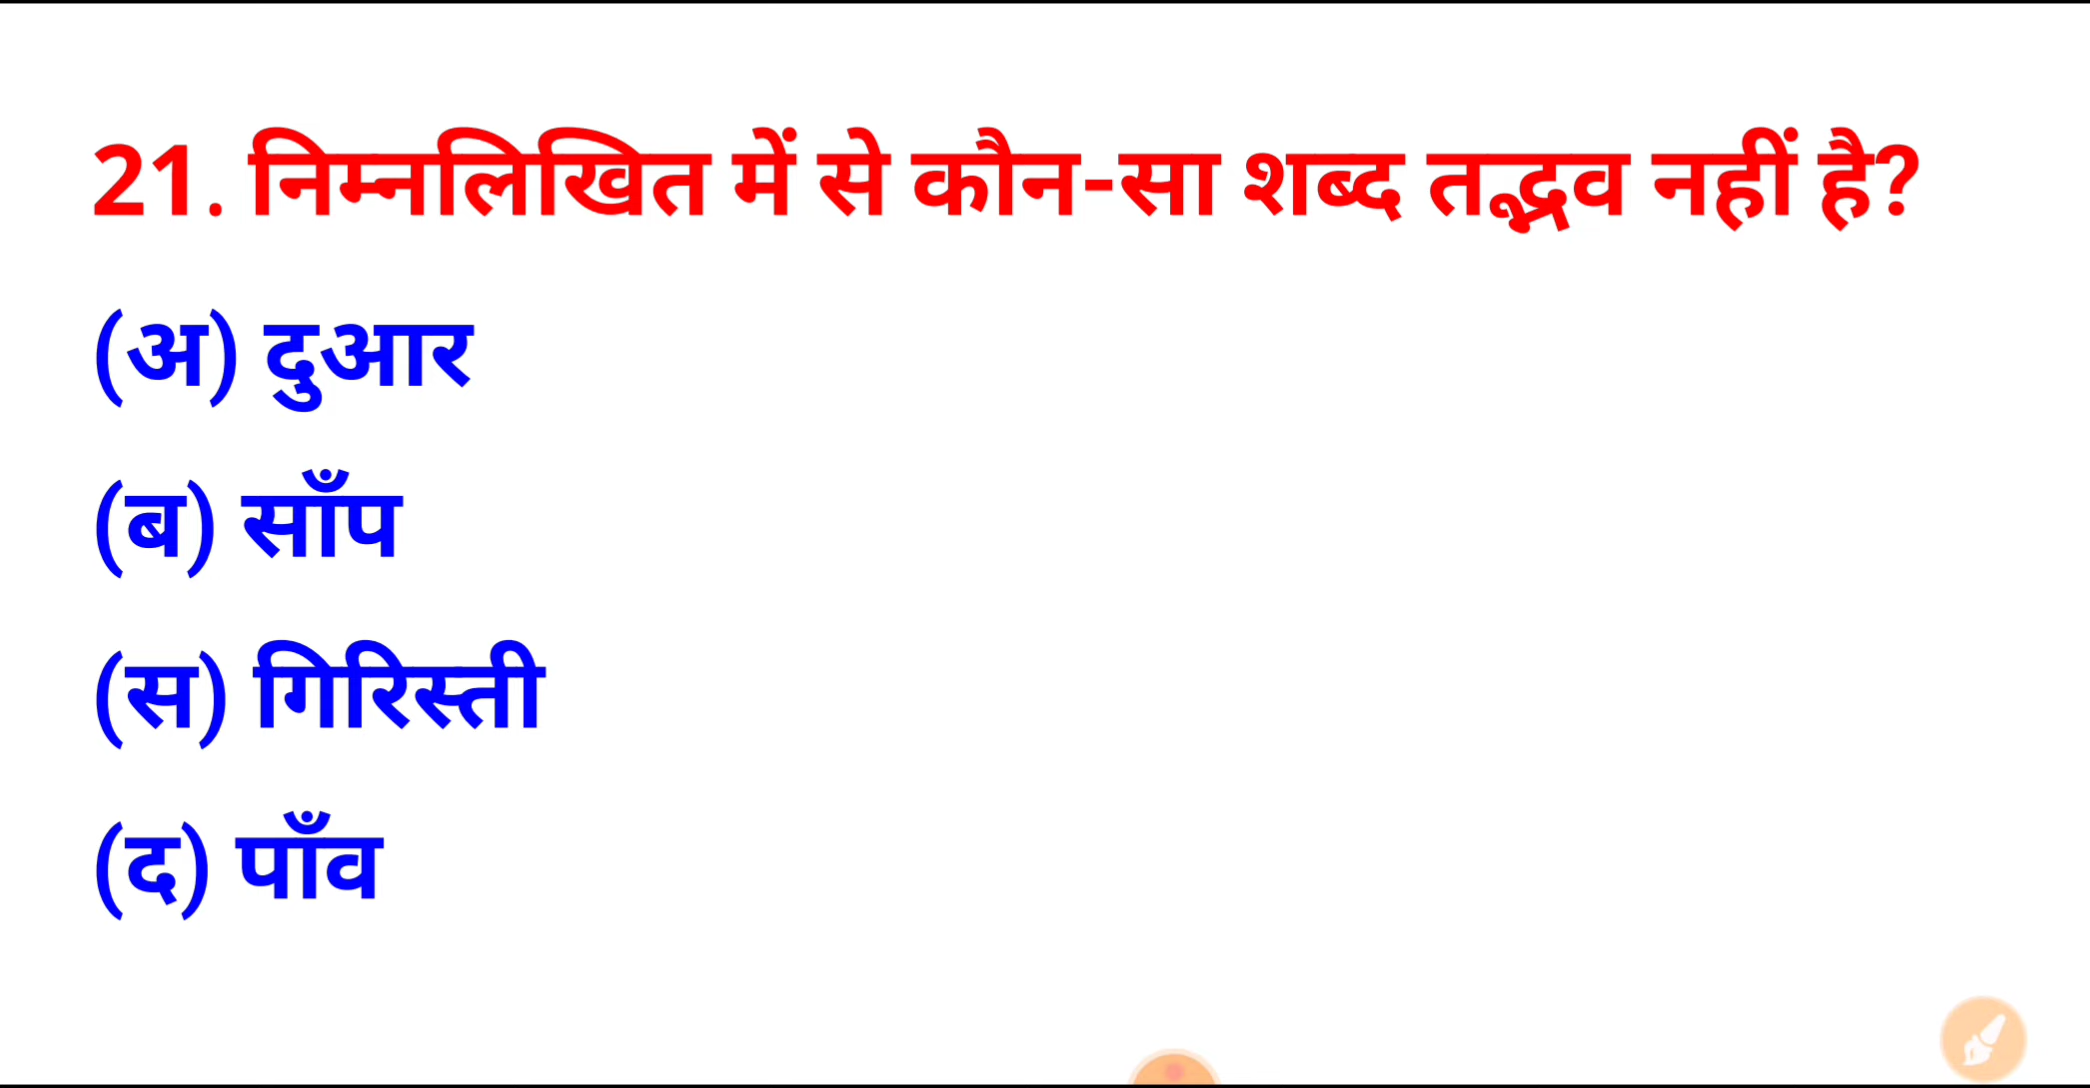 21. निम्नलिखित में से कौन-सा शब्द तद्भव नहीं है?
(अ) दुआर
(ब) साँप
(स) गिरिस्ती
(द) पाँव